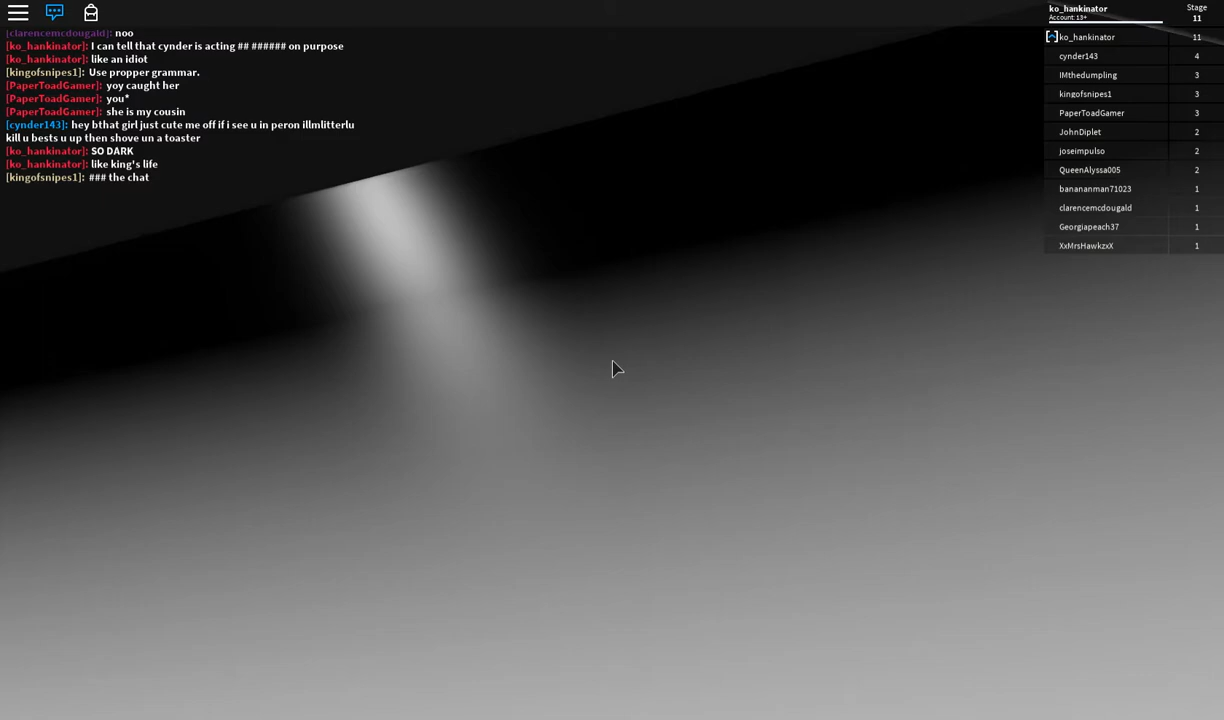 ko_hankinator
Account: 13+
Stage
11
[clarencemcdougald]: noo
[ko_hankinator]: I can tell that cynder is acting ## ###### on purpose
[ko_hankinator]: like an idiot
[kingofsnipes1]: Use propper grammar.
[PaperToadGamer]: yoy caught her
[PaperToadGamer]: you*
[PaperToadGamer]: she is my cousin
[cynder143]: hey bthat girl just cute me off if i see u in peron illmlitterlu
kill u bests u up then shove un a toaster
[ko_hankinator]: SO DARK
[ko_hankinator]: like king's life
[kingofsnipes1]: ### the chat
ko_hankinator 11
cynder143 4
IMthedumpling 3
kingofsnipes1 3
PaperToadGamer 3
JohnDiplet 2
joseimpulso 2
QueenAlyssa005 2
banananman71023 1
clarencemcdougald 1
Georgiapeach37 1
XxMrsHawkzxX 1